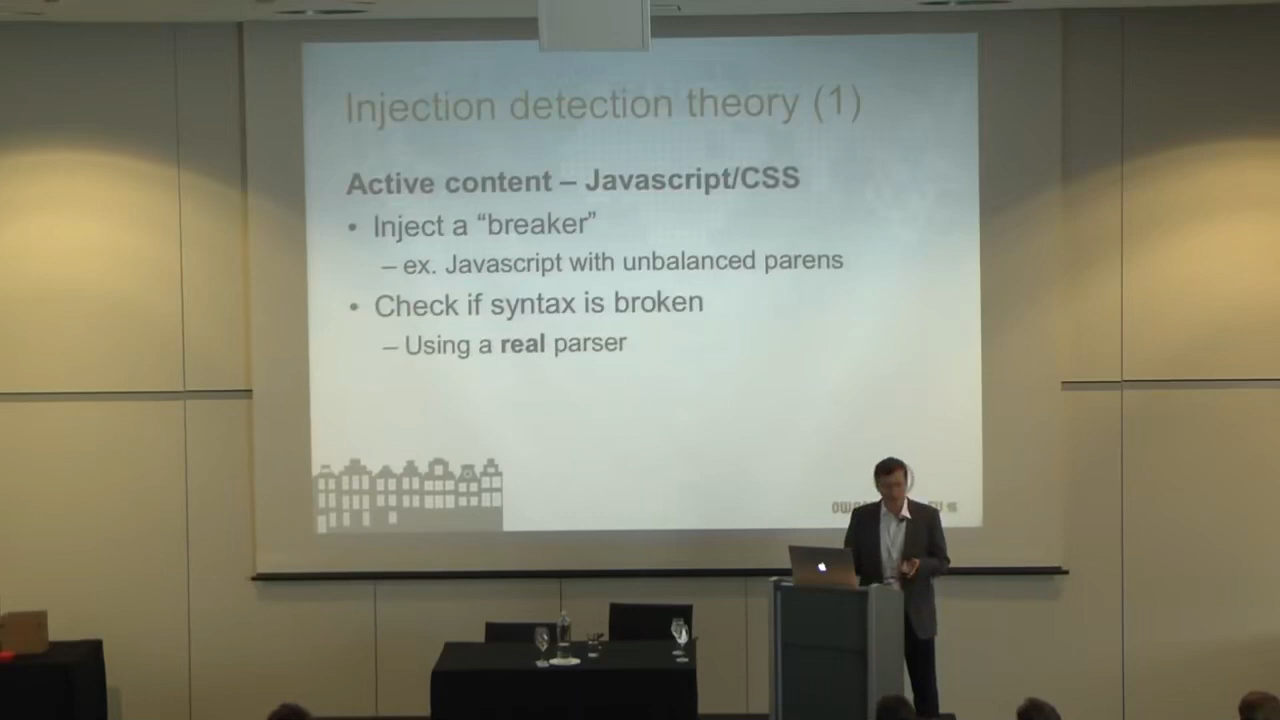 Injection detection theory (1)
Active content – Javascript/CSS
• Inject a “breaker”
– ex. Javascript with unbalanced parens
• Check if syntax is broken
– Using a real parser